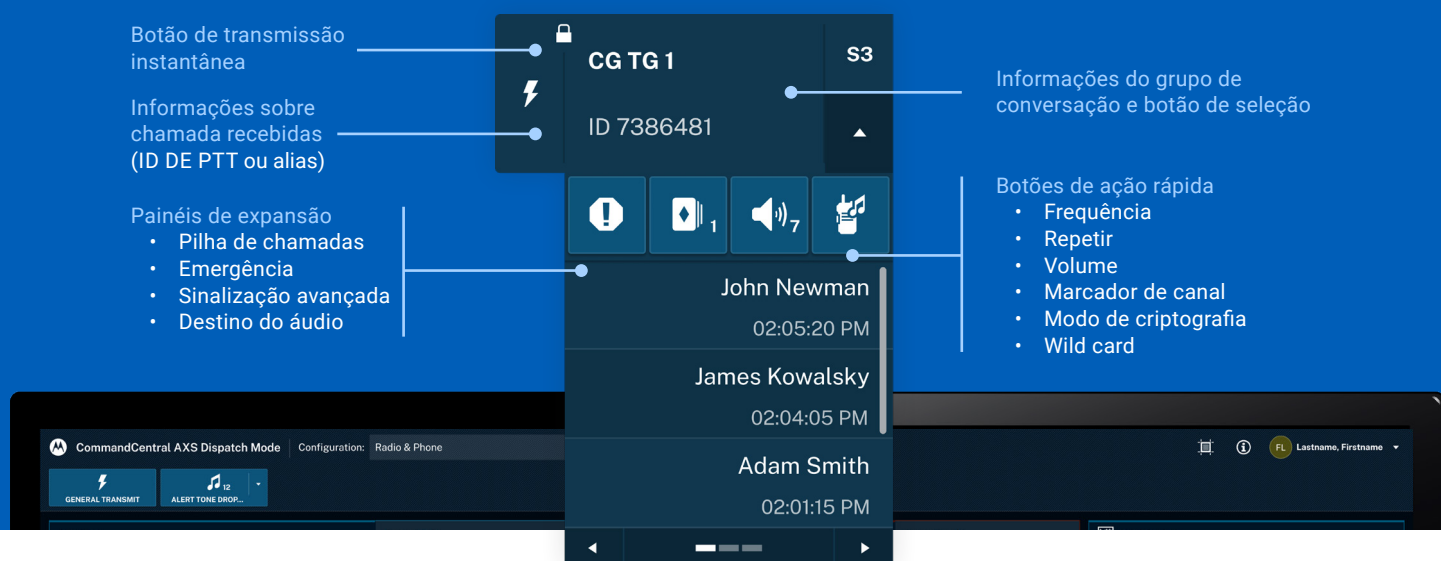 Botão de transmissão
instantânea
Informações sobre
chamada recebidas
(ID DE PTT ou alias)
Painéis de expansão
• Pilha de chamadas
• Emergência
• Sinalização avançada
• Destino do áudio
CG TG 1
S3
ID 7386481
1
7
John Newman
02:05:20 PM
James Kowalsky
02:04:05 PM
Adam Smith
02:01:15 PM
Informações do grupo de
conversação e botão de seleção
Botões de ação rápida
• Frequência
• Repetir
• Volume
• Marcador de canal
• Modo de criptografia
• Wild card
CommandCentral AXS Dispatch Mode Configuration: Radio & Phone
FL Lastname, Firstname
12
GENERAL TRANSMIT ALERT TONE DROP...